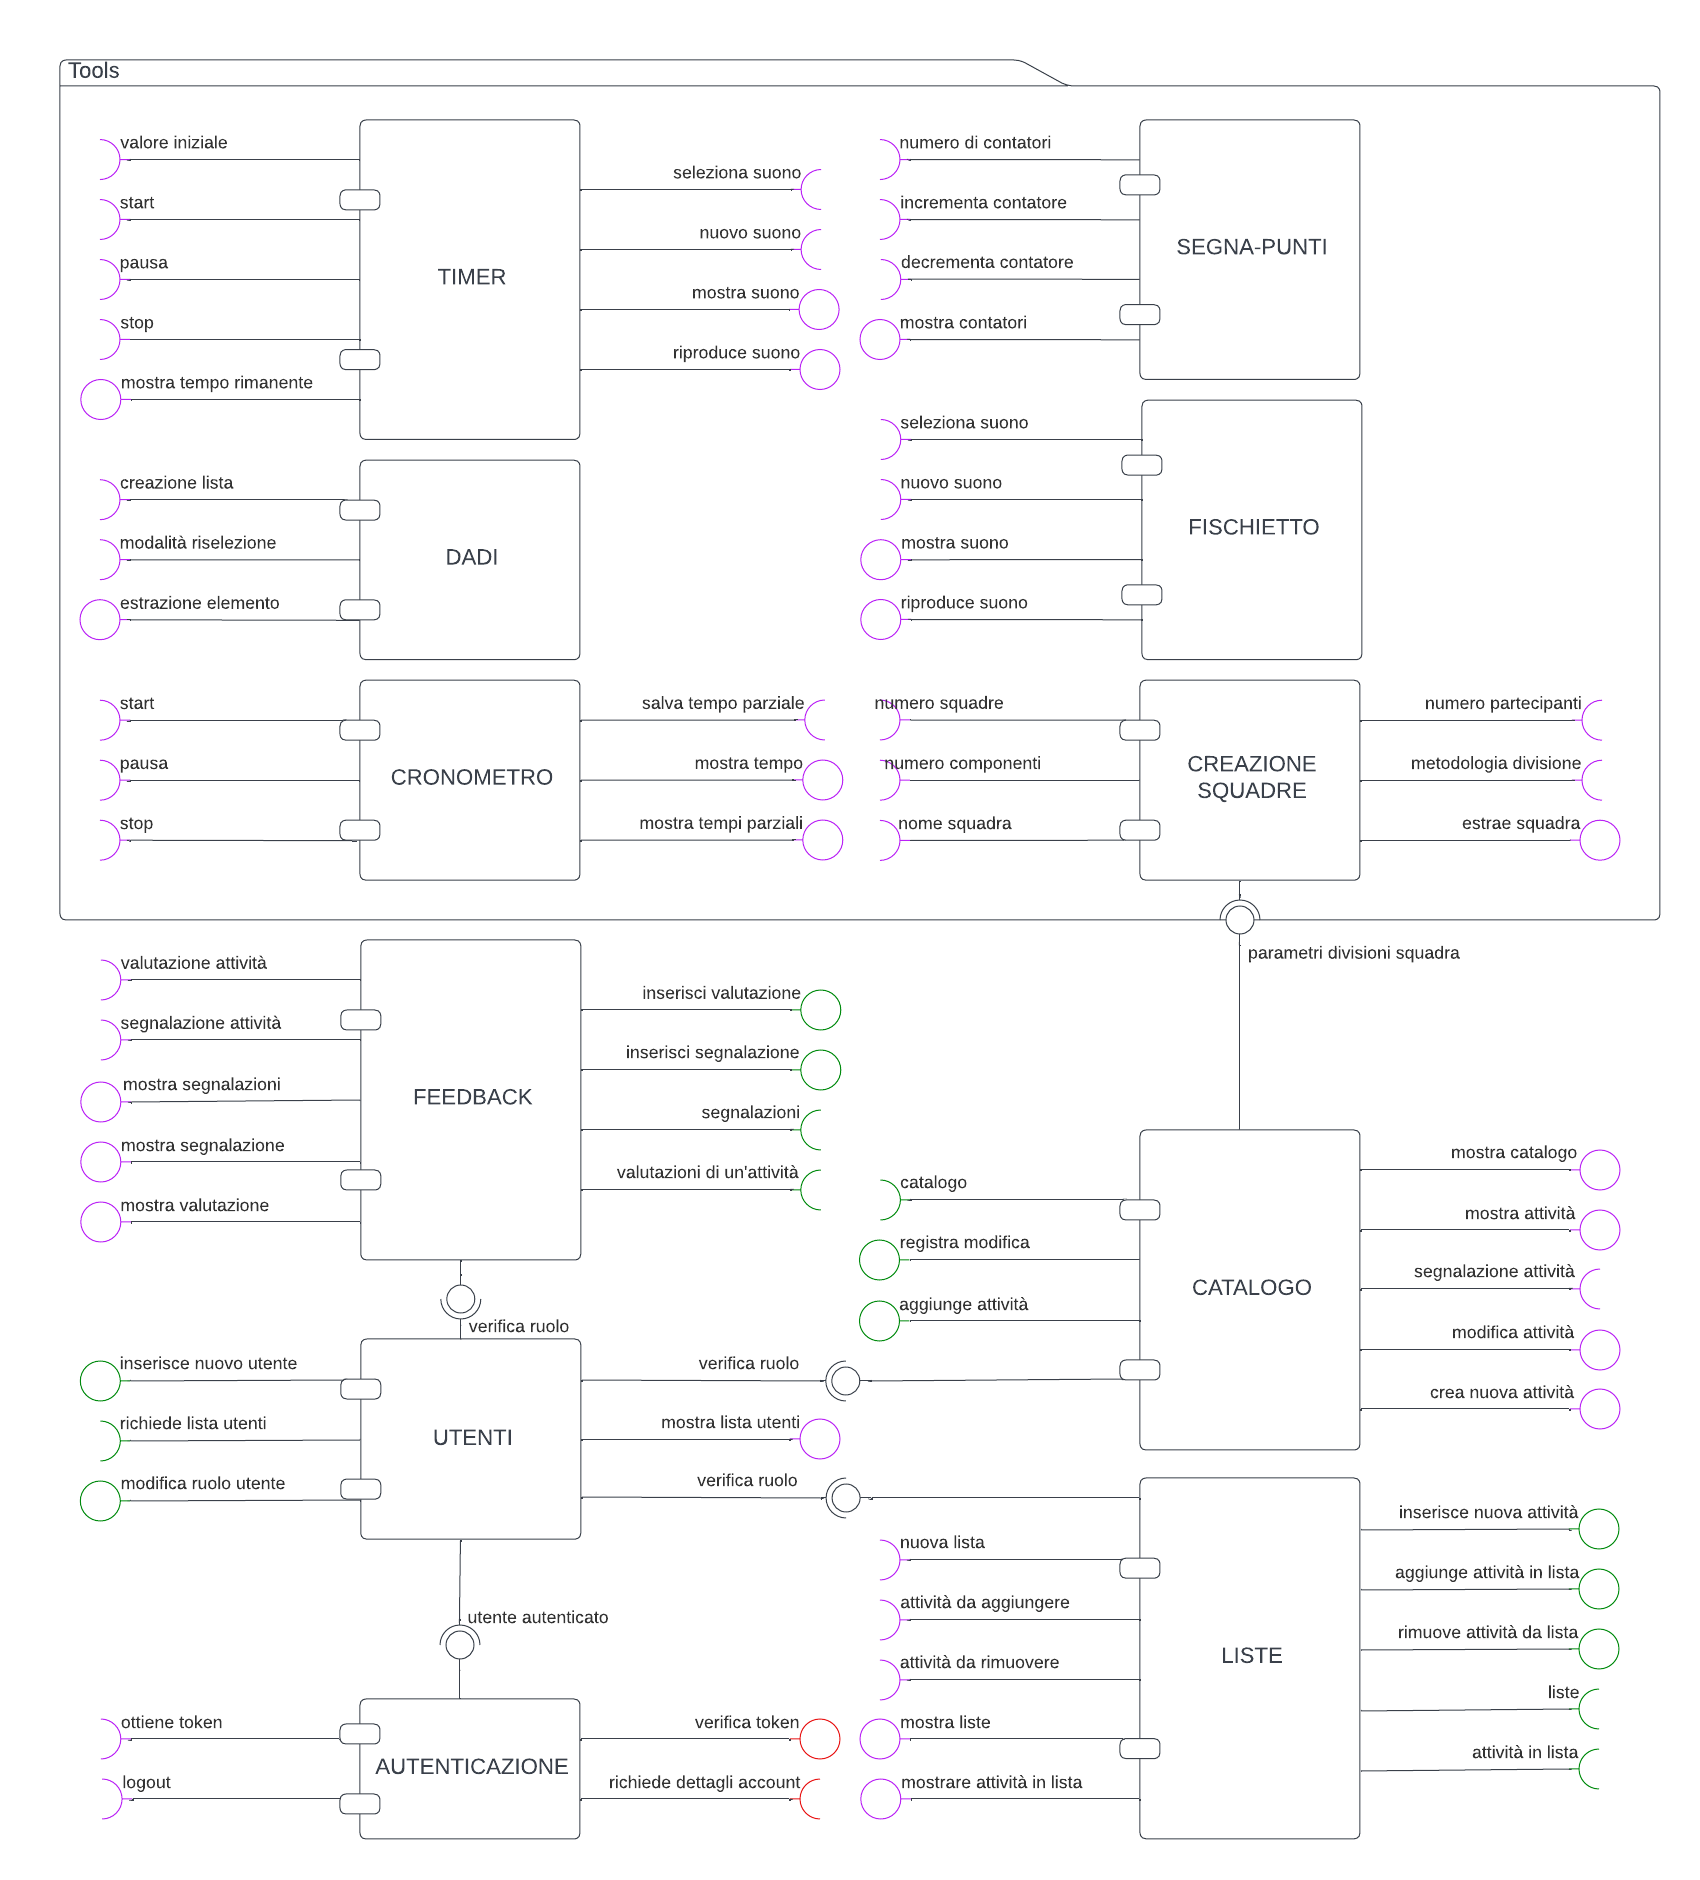 Tools
valore iniziale
start
pausa
stop
mostra tempo rimanente
TIMER
seleziona suono
nuovo suono
mostra suono
riproduce suono
numero di contatori
incrementa contatore
decrementa contatore
mostra contatori
SEGNA-PUNTI
creazione lista
modalità riselezione
estrazione elemento
DADI
seleziona suono
nuovo suono
mostra suono
riproduce suono
FISCHIETTO
start
pausa
stop
CRONOMETRO
salva tempo parziale
mostra tempo
mostra tempi parziali
numero squadre
numero componenti
nome squadra
CREAZIONE
SQUADRE
numero partecipanti
metodologia divisione
estrae squadra
parametri divisioni squadra
valutazione attività
segnalazione attività
mostra segnalazioni
mostra segnalazione
mostra valutazione
FEEDBACK
inserisci valutazione
inserisci segnalazione
segnalazioni
valutazioni di un'attività
verifica ruolo
catalogo
registra modifica
aggiunge attività
CATALOGO
mostra catalogo
mostra attività
segnalazione attività
modifica attività
crea nuova attività
inserisce nuovo utente
richiede lista utenti
modifica ruolo utente
UTENTI
verifica ruolo
mostra lista utenti
verifica ruolo
utente autenticato
nuova lista
attività da aggiungere
attività da rimuovere
mostra liste
mostrare attività in lista
LISTE
inserisce nuova attività
aggiunge attività in lista
rimuove attività da lista
liste
attività in lista
ottiene token
logout
AUTENTICAZIONE
verifica token
richiede dettagli account